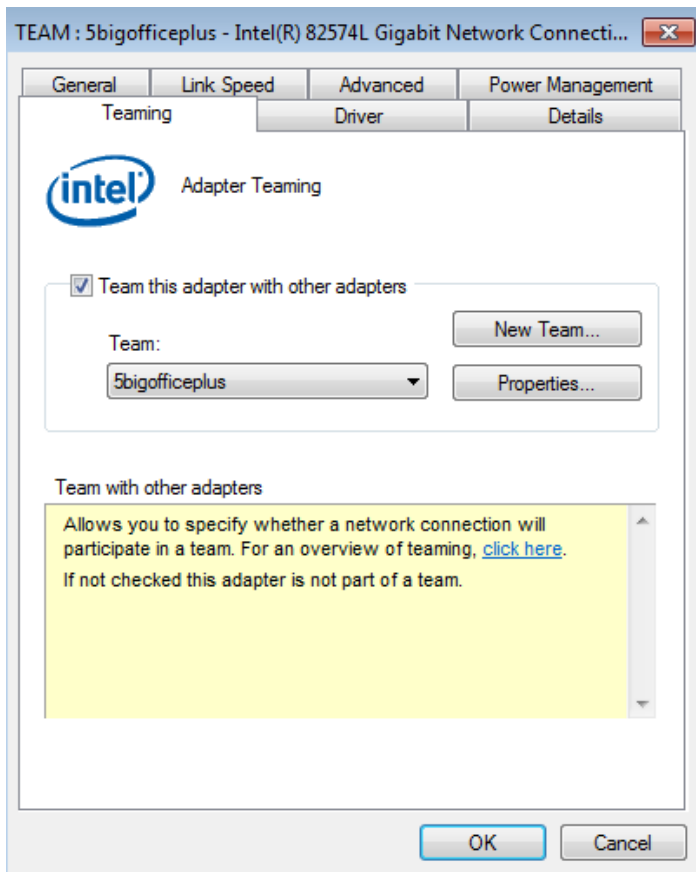 TEAM : 5bigofficeplus - Intel(R) 82574L Gigabit Network Connecti...
General
Link Speed
Advanced
Power Management
Teaming
Driver
Details
intel
Adapter Teaming
Team this adapter with other adapters
New Team...
Team:
5bigofficeplus
Properties...
Team with other adapters
Allows you to specify whether a network connection will
participate in a team. For an overview of teaming, click here.
If not checked this adapter is not part of a team.
OK
Cancel